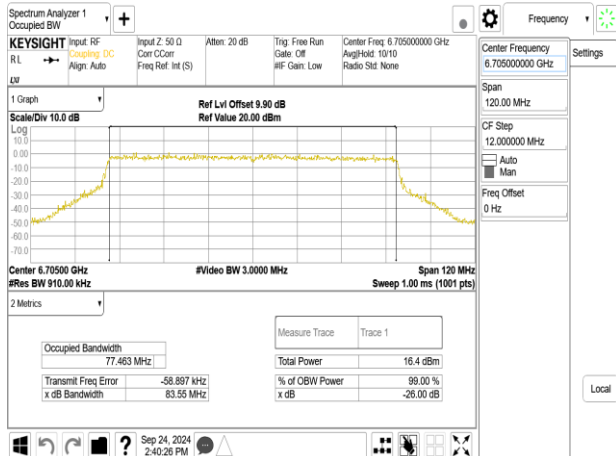 Spectrum Analyzer 1
Occupied BW
Frequency
KEYSIGHT
Input: RF
Coupling: DC
Align: Auto
Input Z: 50 Ω
Corr CCorr
Freq Ref: Int (S)
Atten: 20 dB
Trig: Free Run
Gate: Off
#IF Gain: Low
Center Freq: 6.705000000 GHz
Avg|Hold: 10/10
Radio Std: None
RL
LXI
Center Frequency
6.705000000 GHz
Settings
Span
120.00 MHz
CF Step
12.000000 MHz
Auto
Man
Freq Offset
0 Hz
Local
1 Graph
Scale/Div 10.0 dB
Ref Lvl Offset 9.90 dB
Ref Value 20.00 dBm
Log
10.0
0.00
-10.0
-20.0
-30.0
-40.0
-50.0
-60.0
-70.0
Center 6.70500 GHz
#Res BW 910.00 kHz
#Video BW 3.0000 MHz
Span 120 MHz
Sweep 1.00 ms (1001 pts)
2 Metrics
Measure Trace Trace 1
Occupied Bandwidth
77.463 MHz
Total Power 16.4 dBm
Transmit Freq Error -58.897 kHz
% of OBW Power 99.00 %
x dB Bandwidth 83.55 MHz
x dB -26.00 dB
Sep 24, 2024
2:40:26 PM